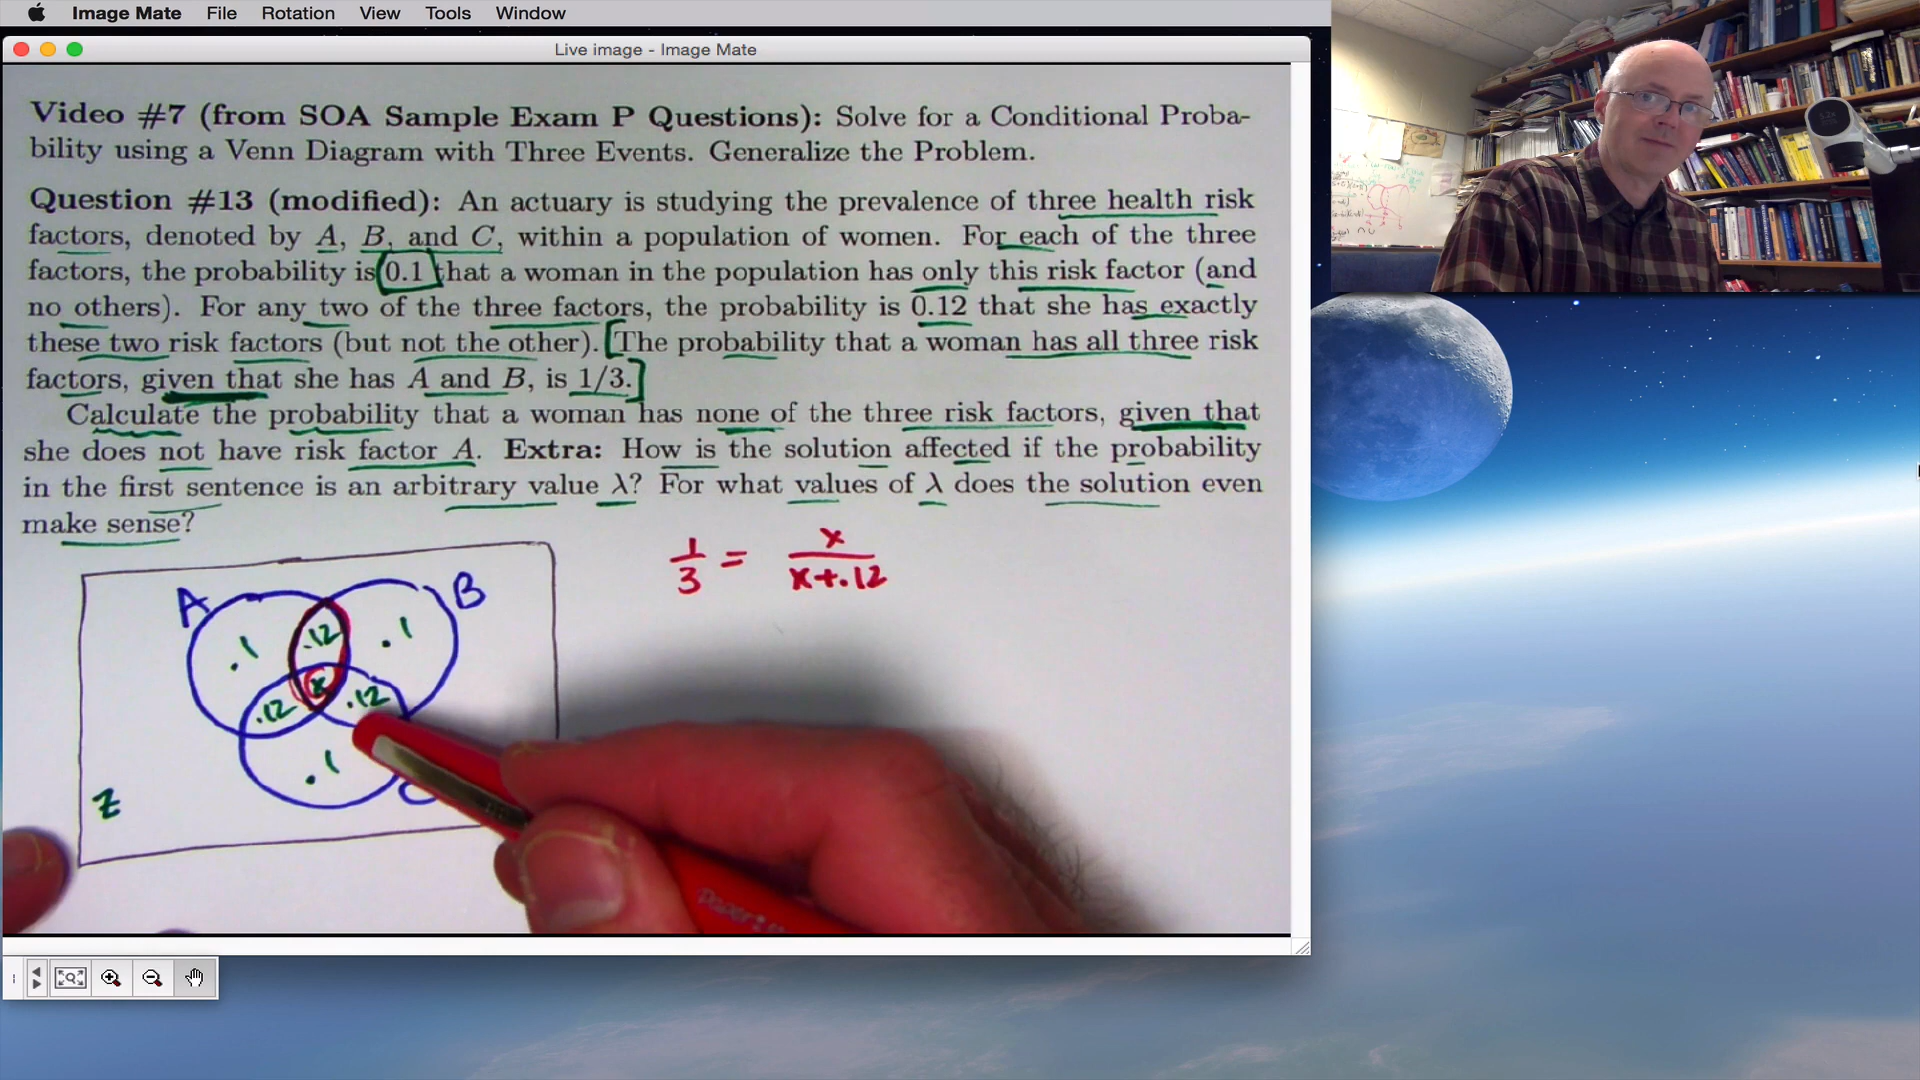 Image Mate File Rotation View Tools Window
Live image - Image Mate
Video #7 (from SOA Sample Exam P Questions): Solve for a Conditional Proba-
bility using a Venn Diagram with Three Events. Generalize the Problem.
Question #13 (modified): An actuary is studying the prevalence of three health risk
factors, denoted by A, B, and C, within a population of women. For each of the three
factors, the probability is 0.1 that a woman in the population has only this risk factor (and
no others). For any two of the three factors, the probability is 0.12 that she has exactly
these two risk factors (but not the other). [The probability that a woman has all three risk
factors, given that she has A and B, is 1/3.]
Calculate the probability that a woman has none of the three risk factors, given that
she does not have risk factor A. Extra: How is the solution affected if the probability
in the first sentence is an arbitrary value λ? For what values of λ does the solution even
make sense?
1/3 = x/(x+.12)
A B
.1 .12 .1
.12 x .12
.1
z C